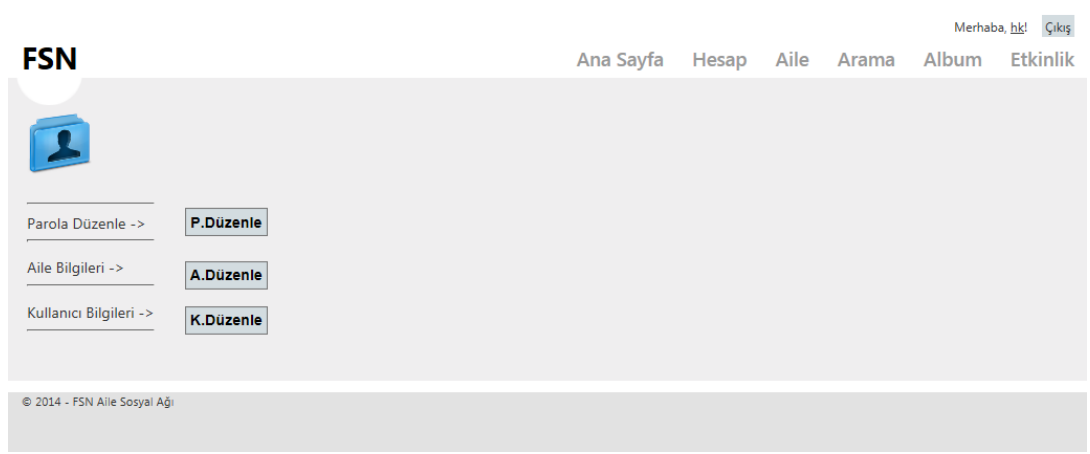 Merhaba, hk! Çıkış
FSN
Ana Sayfa Hesap Aile Arama Album Etkinlik
Parola Düzenle -> P.Düzenle
Aile Bilgileri -> A.Düzenle
Kullanıcı Bilgileri -> K.Düzenle
© 2014 - FSN Aile Sosyal Ağı